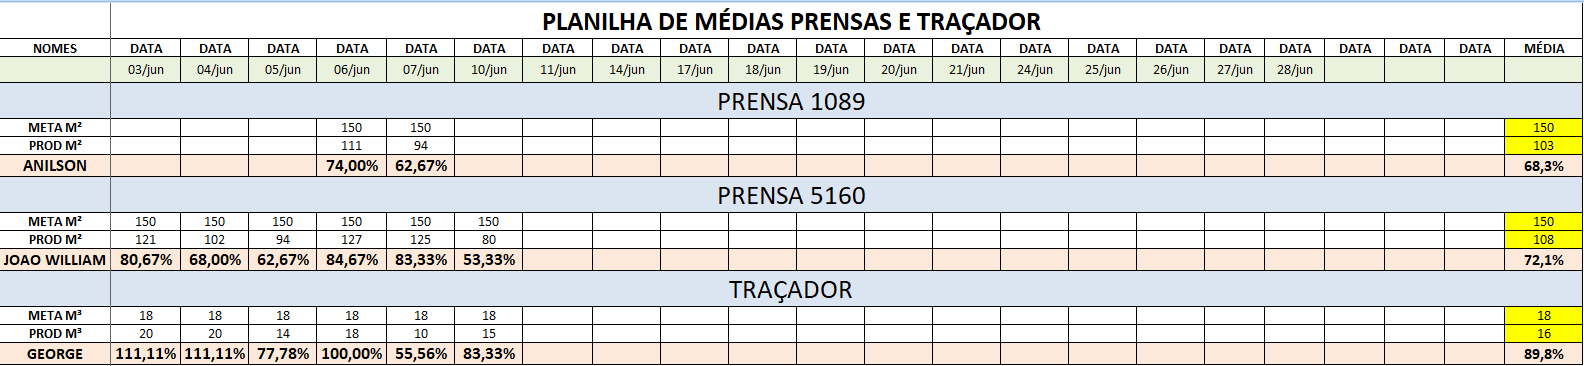 PLANILHA DE MÉDIAS PRENSAS E TRAÇADOR
NOMES DATA DATA DATA DATA DATA DATA DATA DATA DATA DATA DATA DATA DATA DATA DATA DATA DATA DATA DATA DATA DATA MÉDIA
03/jun 04/jun 05/jun 06/jun 07/jun 10/jun 11/jun 14/jun 17/jun 18/jun 19/jun 20/jun 21/jun 24/jun 25/jun 26/jun 27/jun 28/jun
PRENSA 1089
META M² 150 150 150
PROD M² 111 94 103
ANILSON 74,00% 62,67% 68,3%
PRENSA 5160
META M² 150 150 150 150 150 150 150
PROD M² 121 102 94 127 125 80 108
JOAO WILLIAM 80,67% 68,00% 62,67% 84,67% 83,33% 53,33% 72,1%
TRAÇADOR
META M³ 18 18 18 18 18 18 18
PROD M³ 20 20 14 18 10 15 16
GEORGE 111,11% 111,11% 77,78% 100,00% 55,56% 83,33% 89,8%